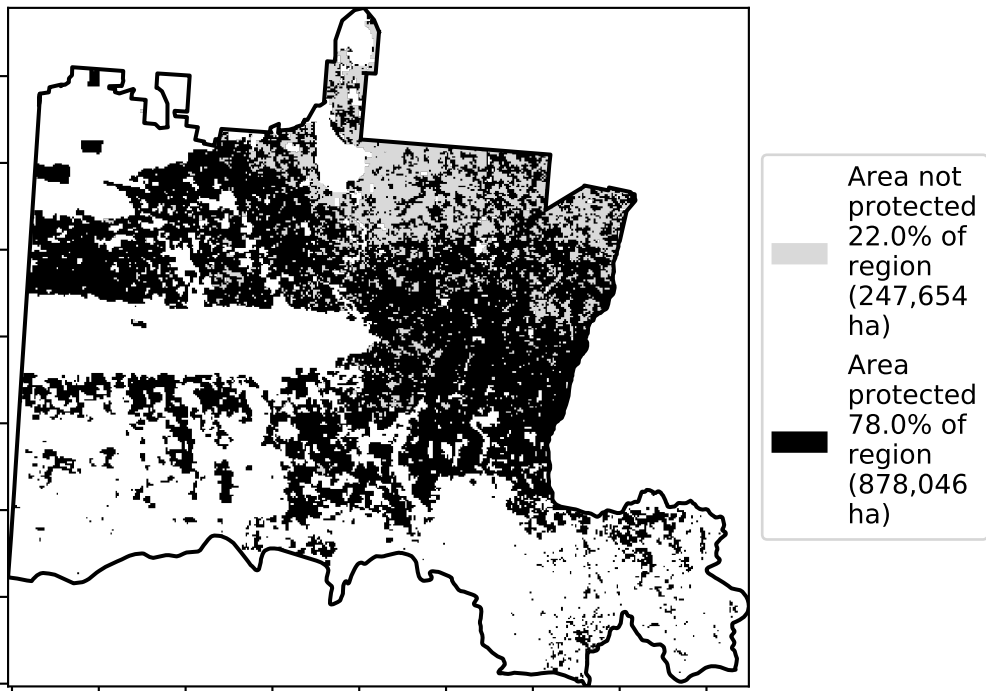 Area not
protected
22.0% of
region
(247,654
ha)
Area
protected
78.0% of
region
(878,046
ha)